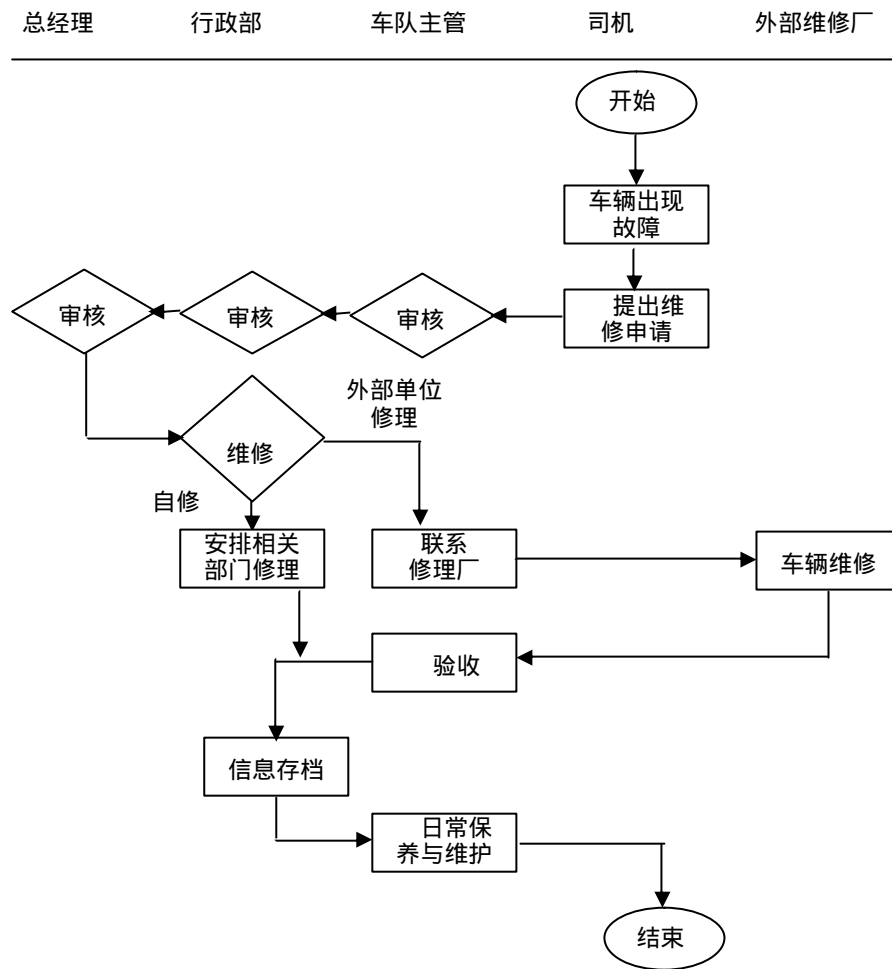 总经理 行政部 车队主管 司机 外部维修厂
开始
车辆出现
故障
提出维
修申请
审核 审核 审核
外部单位
修理
维修
自修
安排相关
部门修理
联系
修理厂
车辆维修
验收
信息存档
日常保
养与维护
结束